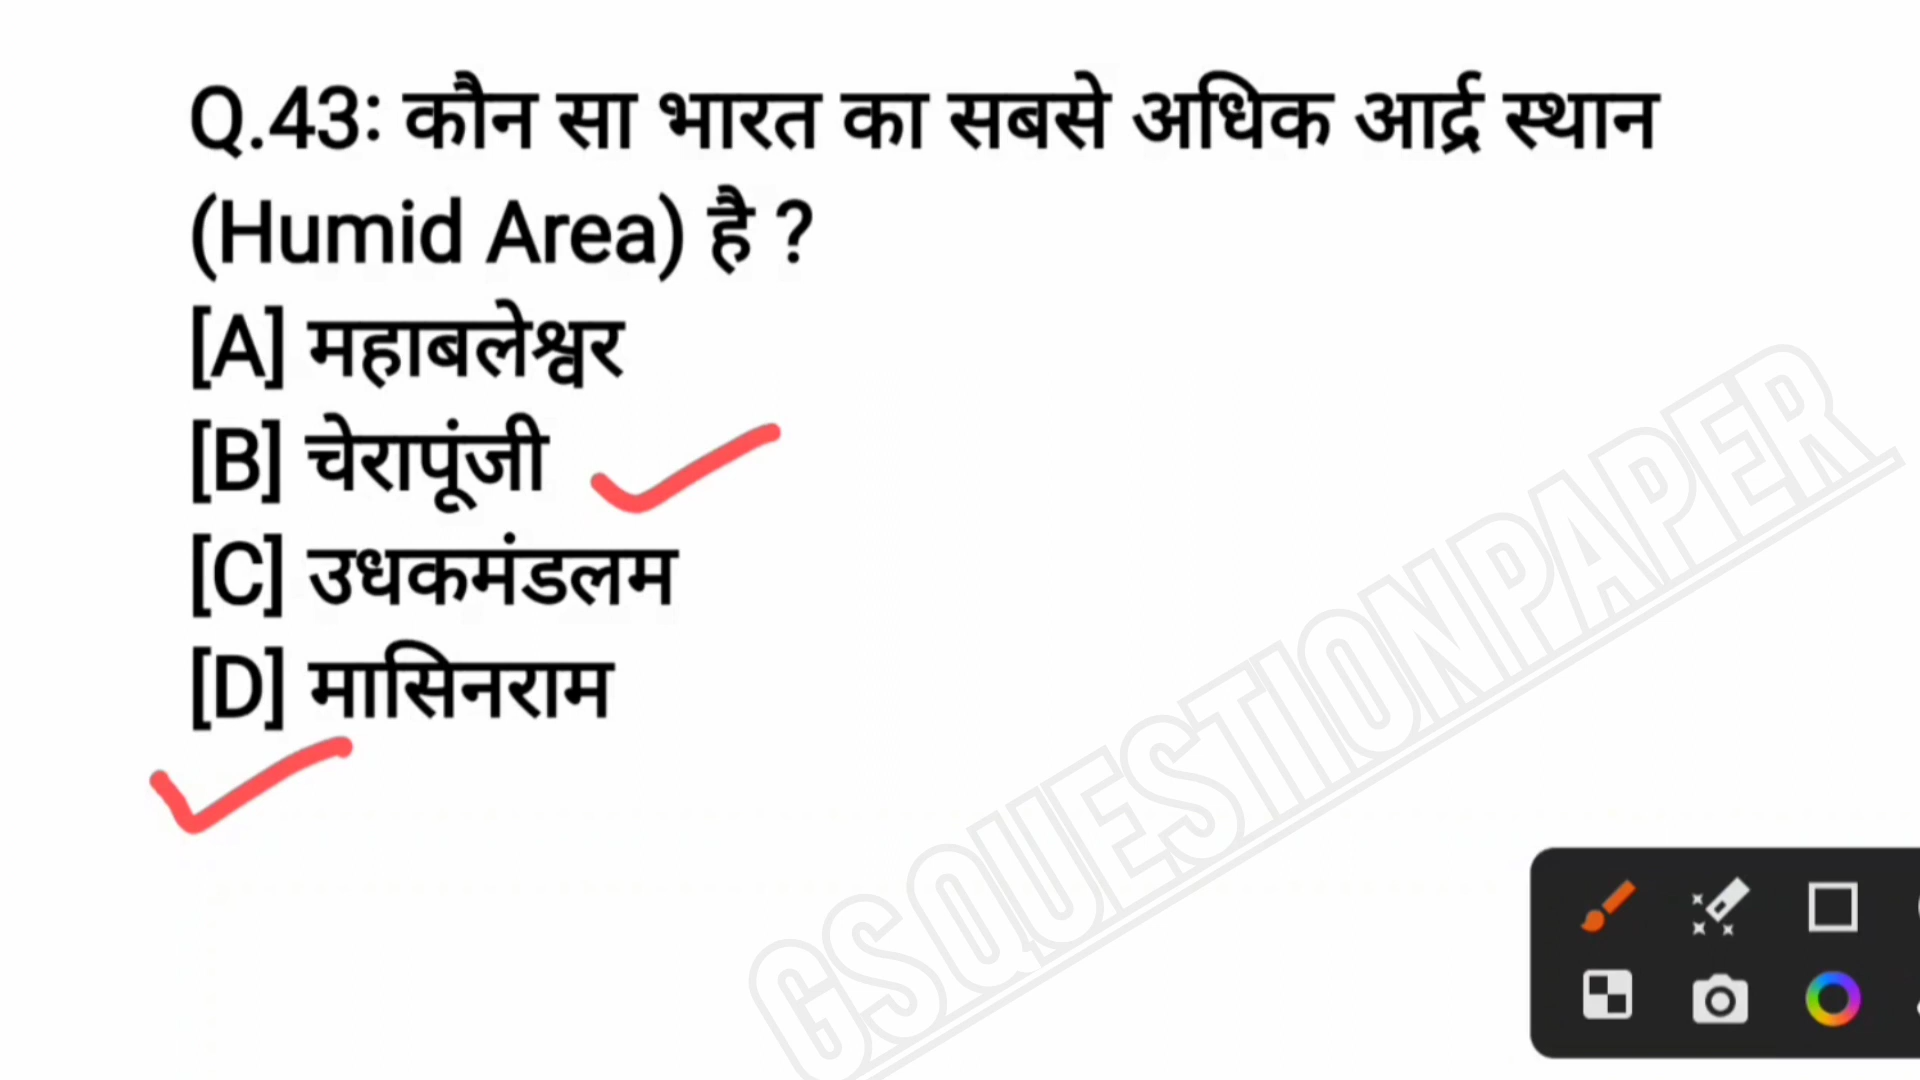 Q.43: कौन सा भारत का सबसे अधिक आर्द्र स्थान
(Humid Area) है ?
[A] महाबलेश्वर
[B] चेरापूंजी
[C] उधकमंडलम
[D] मासिनराम
GSQUESTIONPAPER